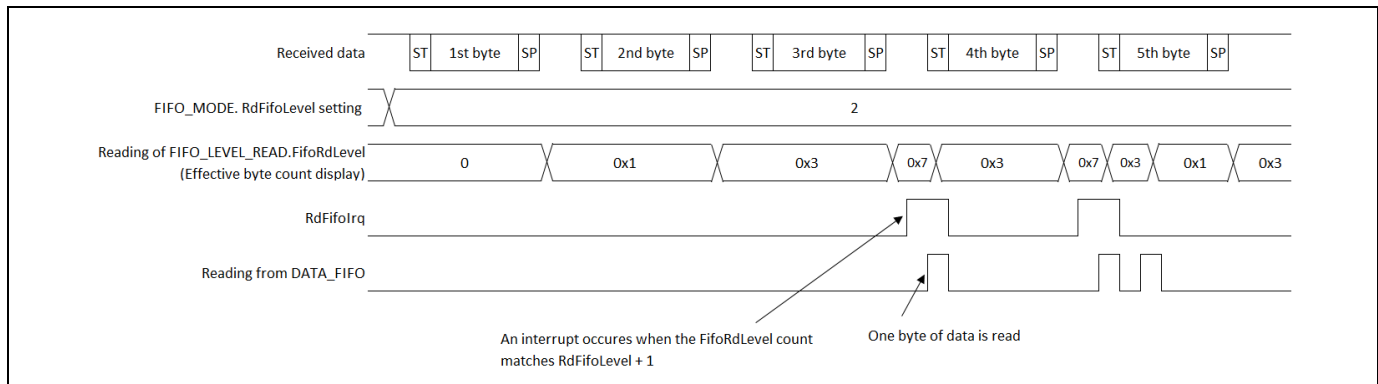 Received data ST 1st byte SP ST 2nd byte SP ST 3rd byte SP ST 4th byte SP ST 5th byte SP
FIFO_MODE. RdFifoLevel setting 2
Reading of FIFO_LEVEL_READ.FifoRdLevel
(Effective byte count display)
0 0x1 0x3 0x7 0x3 0x7 0x3 0x1 0x3
RdFifoIrq
Reading from DATA_FIFO
An interrupt occures when the FifoRdLevel count
matches RdFifoLevel + 1
One byte of data is read